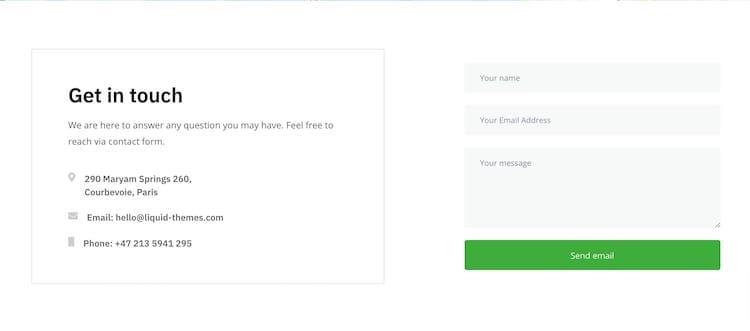 Get in touch
We are here to answer any question you may have. Feel free to
reach via contact form.
290 Maryam Springs 260,
Courbevoie, Paris
Email: hello@liquid-themes.com
Phone: +47 213 5941 295
Your name
Your Email Address
Your message
Send email